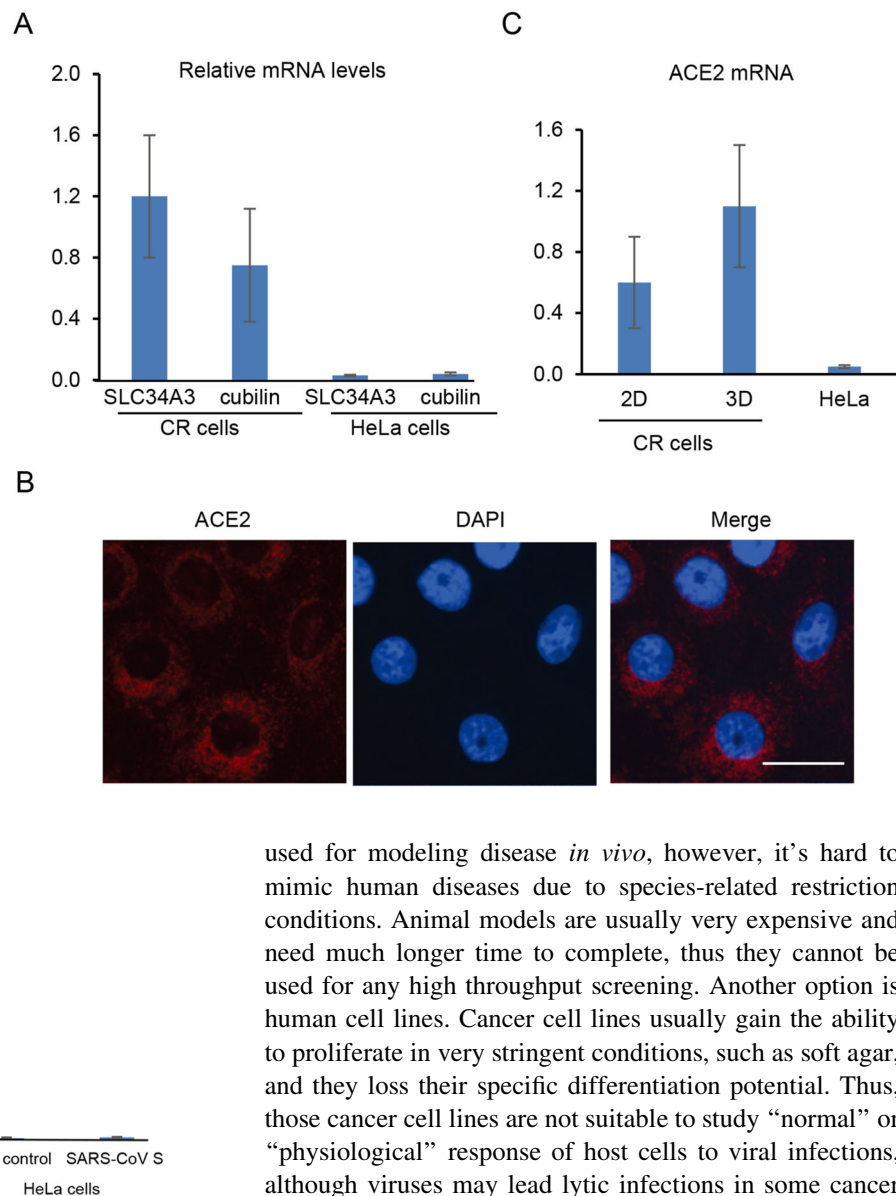 A
Relative mRNA levels
2.0
1.6
1.2
0.8
0.4
0.0
SLC34A3 cubilin SLC34A3 cubilin
CR cells HeLa cells
C
ACE2 mRNA
1.6
1.2
0.8
0.4
0.0
2D 3D HeLa
CR cells
B
ACE2 DAPI Merge
used for modeling disease in vivo, however, it's hard to
mimic human diseases due to species-related restriction
conditions. Animal models are usually very expensive and
need much longer time to complete, thus they cannot be
used for any high throughput screening. Another option is
human cell lines. Cancer cell lines usually gain the ability
to proliferate in very stringent conditions, such as soft agar,
and they loss their specific differentiation potential. Thus,
those cancer cell lines are not suitable to study “normal” or
“physiological” response of host cells to viral infections,
although viruses may lead lytic infections in some cancer
control SARS-CoV S
HeLa cells